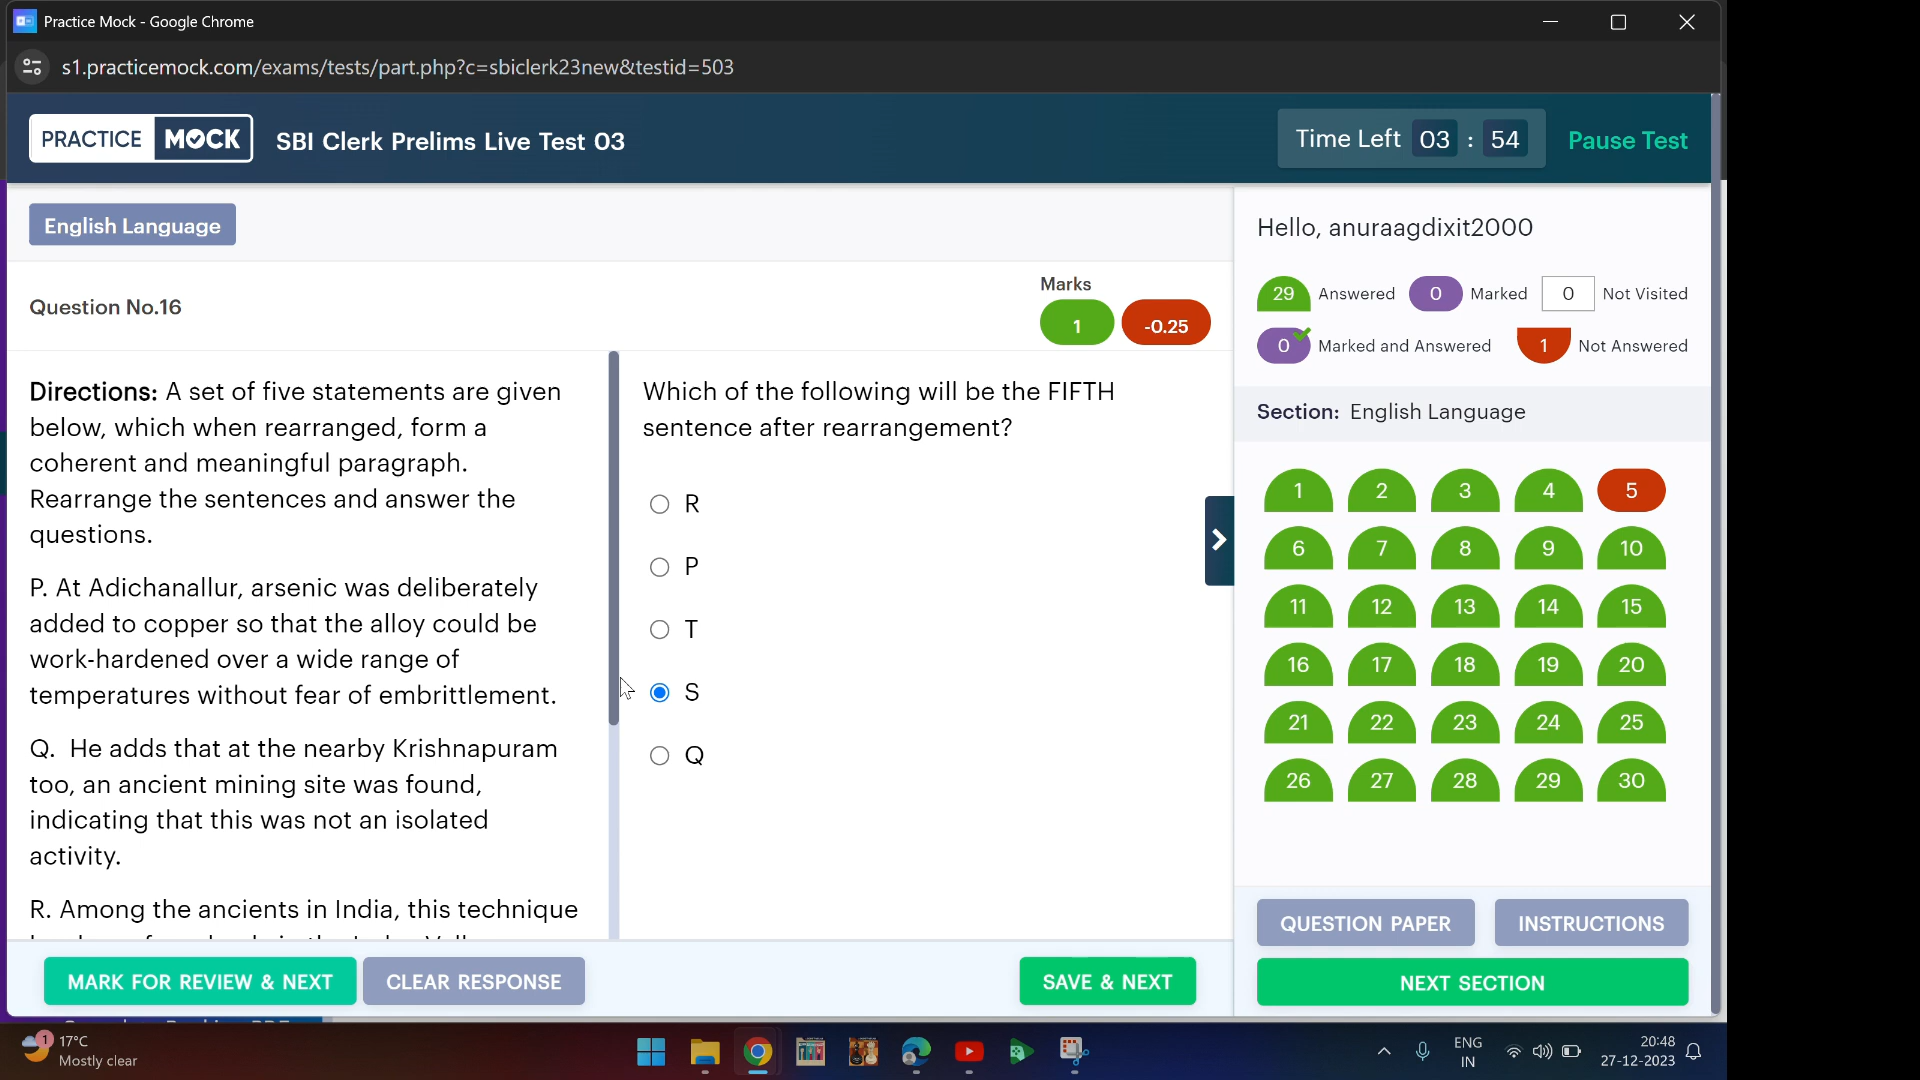 Practice Mock - Google Chrome
s1.practicemock.com/exams/tests/part.php?c=sbiclerk23new&testid=503
PRACTICE MOCK
SBI Clerk Prelims Live Test 03
Time Left 03 : 54
Pause Test
English Language
Question No.16
Marks
1 -0.25
Directions: A set of five statements are given
below, which when rearranged, form a
coherent and meaningful paragraph.
Rearrange the sentences and answer the
questions.
P. At Adichanallur, arsenic was deliberately
added to copper so that the alloy could be
work-hardened over a wide range of
temperatures without fear of embrittlement.
Q. He adds that at the nearby Krishnapuram
too, an ancient mining site was found,
indicating that this was not an isolated
activity.
R. Among the ancients in India, this technique
Which of the following will be the FIFTH
sentence after rearrangement?
R
P
T
S
Q
MARK FOR REVIEW & NEXT
CLEAR RESPONSE
SAVE & NEXT
Hello, anuraagdixit2000
29 Answered 0 Marked 0 Not Visited
0 Marked and Answered 1 Not Answered
Section: English Language
1 2 3 4 5
6 7 8 9 10
11 12 13 14 15
16 17 18 19 20
21 22 23 24 25
26 27 28 29 30
QUESTION PAPER
INSTRUCTIONS
NEXT SECTION
1
17°C
Mostly clear
ENG
IN
20:48
27-12-2023